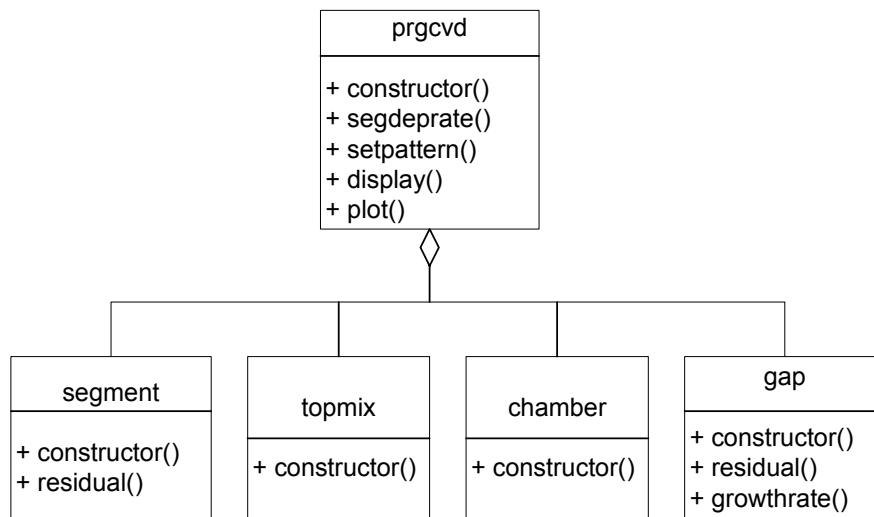 prgcvd
+ constructor()
+ segdeprate()
+ setpattern()
+ display()
+ plot()
segment
+ constructor()
+ residual()
topmix
+ constructor()
chamber
+ constructor()
gap
+ constructor()
+ residual()
+ growthrate()